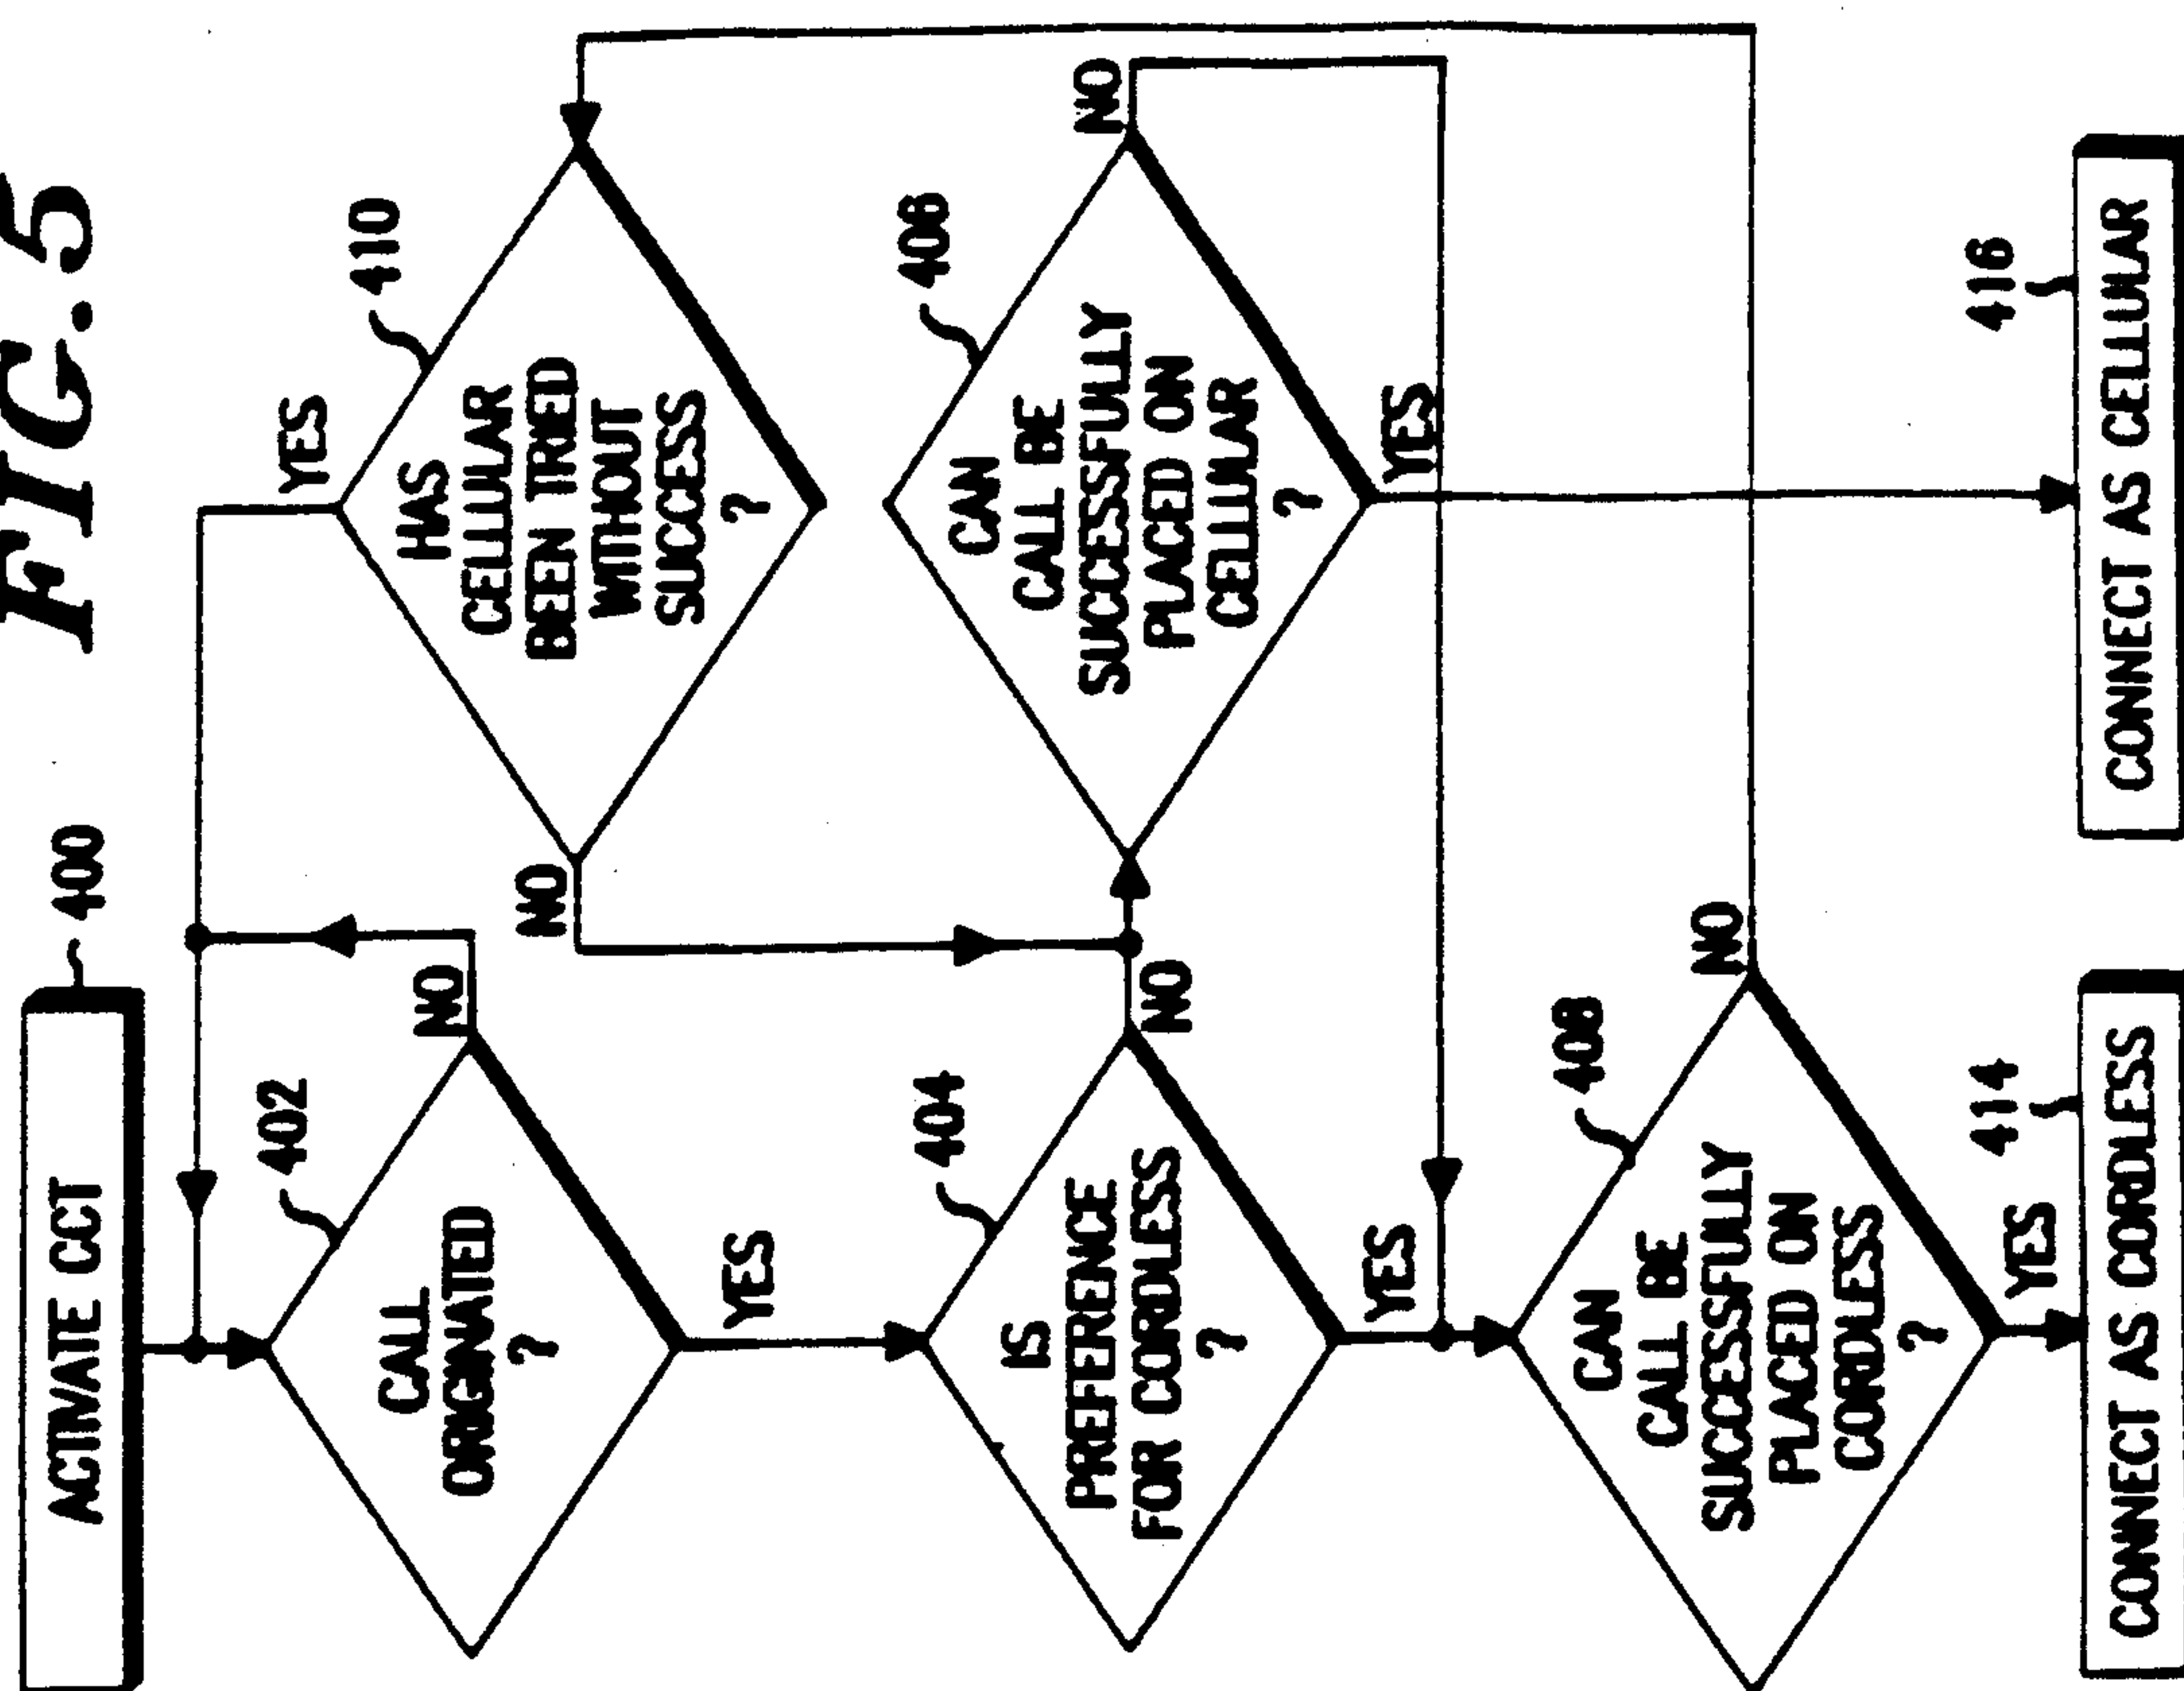 FIG. 5
ACTIVATE CCT
400
402
CALL
ORIGINATED
?
NO
YES
404
IS
PREFERENCE
FOR CORDLESS
?
NO
YES
408
CAN
CALL BE
SUCCESSFULLY
PLACED ON
CORDLESS
?
NO
YES
414
CONNECT AS CORDLESS
YES
410
HAS
CELLULAR
BEEN TRIED
WITHOUT
SUCCESS
?
NO
408
CAN
CALL BE
SUCCESSFULLY
PLACED ON
CELLULAR
?
NO
YES
416
CONNECT AS CELLULAR